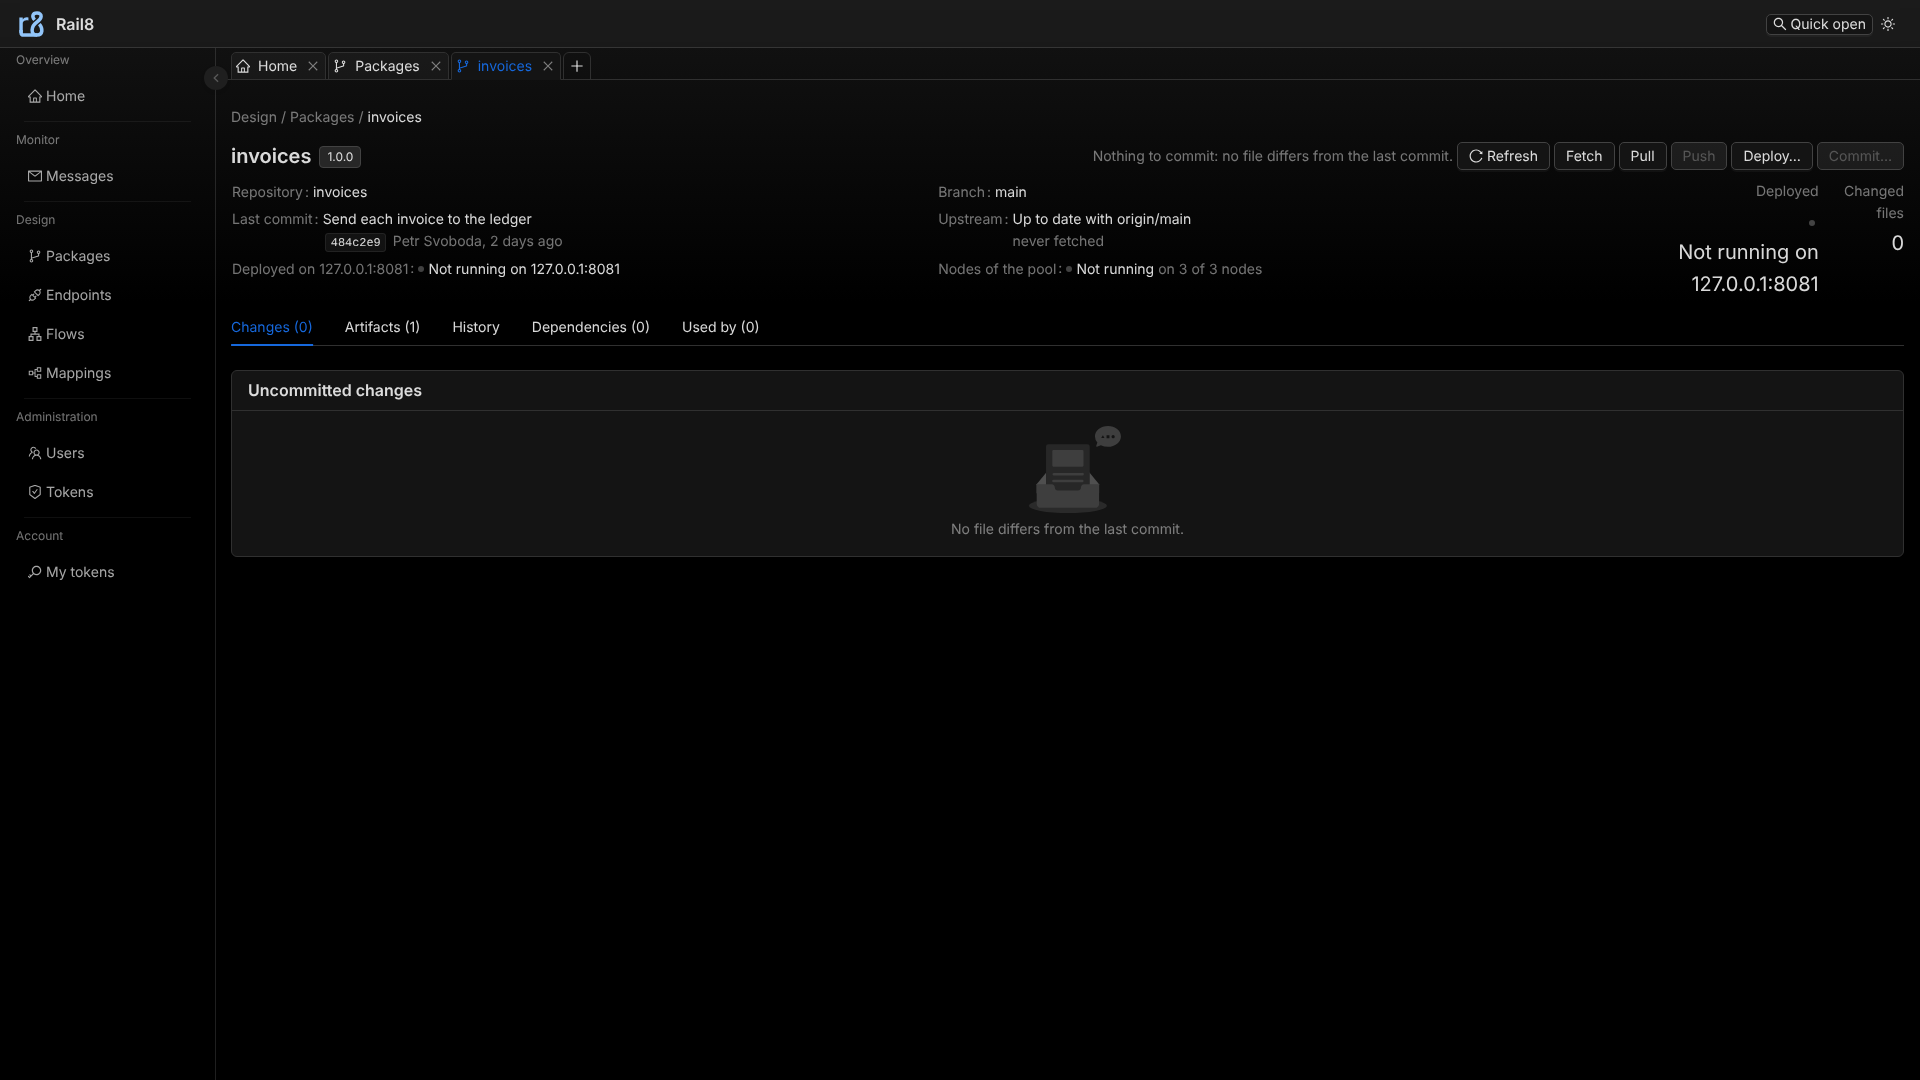 Rail8
Quick open
Overview
Home
Monitor
Messages
Design
Packages
Endpoints
Flows
Mappings
Administration
Users
Tokens
Account
My tokens
Home
Packages
invoices
Design / Packages / invoices
invoices 1.0.0
Nothing to commit: no file differs from the last commit. Refresh Fetch Pull Push Deploy... Commit...
Repository: invoices
Branch: main
Last commit: Send each invoice to the ledger
484c2e9 Petr Svoboda, 2 days ago
Upstream: Up to date with origin/main
never fetched
Deployed on 127.0.0.1:8081: Not running on 127.0.0.1:8081
Nodes of the pool: Not running on 3 of 3 nodes
Deployed
Not running on
127.0.0.1:8081
Changed
files
0
Changes (0) Artifacts (1) History Dependencies (0) Used by (0)
Uncommitted changes
No file differs from the last commit.